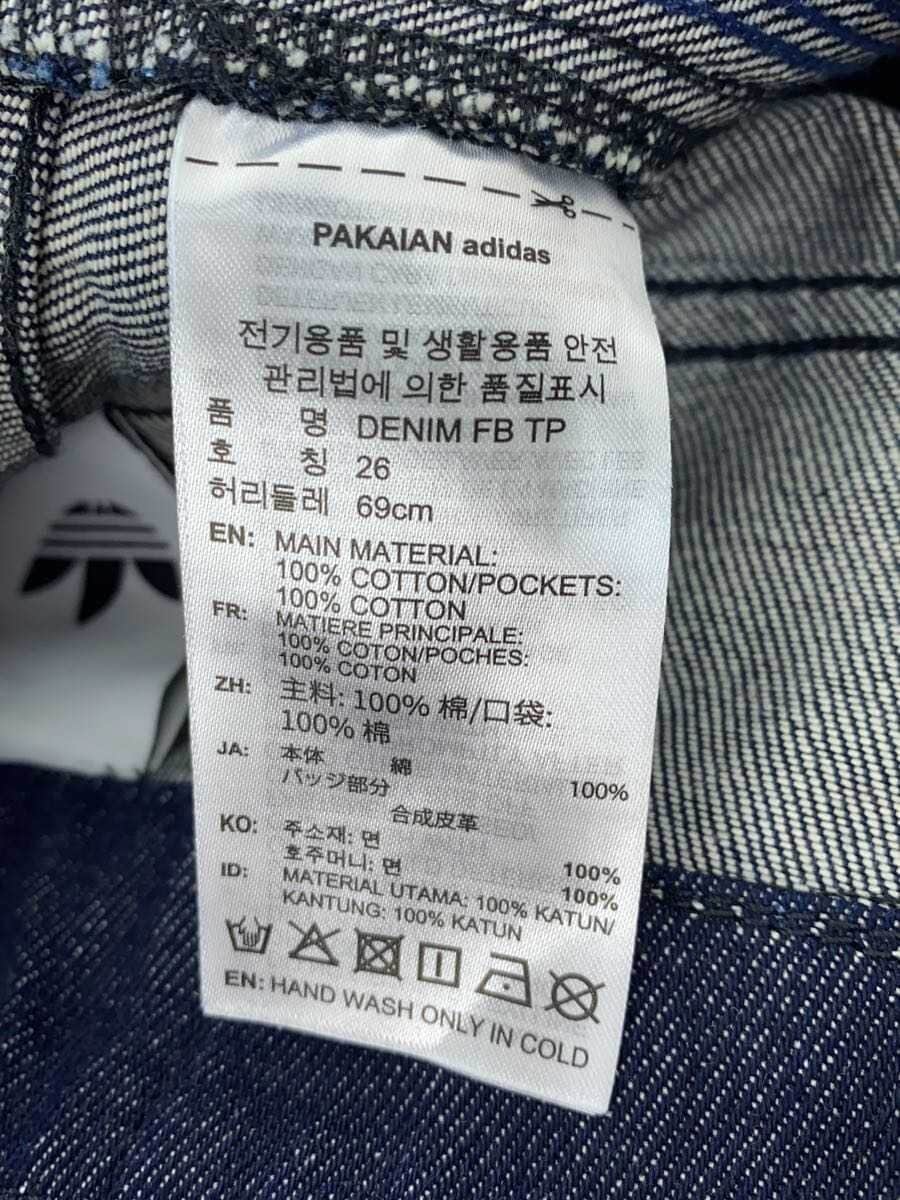 PAKAIAN adidas
전기용품 및 생활용품 안전
관리법에 의한 품질표시
품 명 DENIM FB TP
호 칭 26
허리둘레 69cm
EN: MAIN MATERIAL:
100% COTTON/POCKETS:
100% COTTON
FR: MATIERE PRINCIPALE:
100% COTON/POCHES:
100% COTON
ZH: 主料: 100% 棉/口袋:
100% 棉
JA: 本体 綿 100%
バッジ部分 合成皮革
KO: 주소재: 면 100%
호주머니: 면 100%
ID: MATERIAL UTAMA: 100% KATUN/
KANTUNG: 100% KATUN
EN: HAND WASH ONLY IN COLD